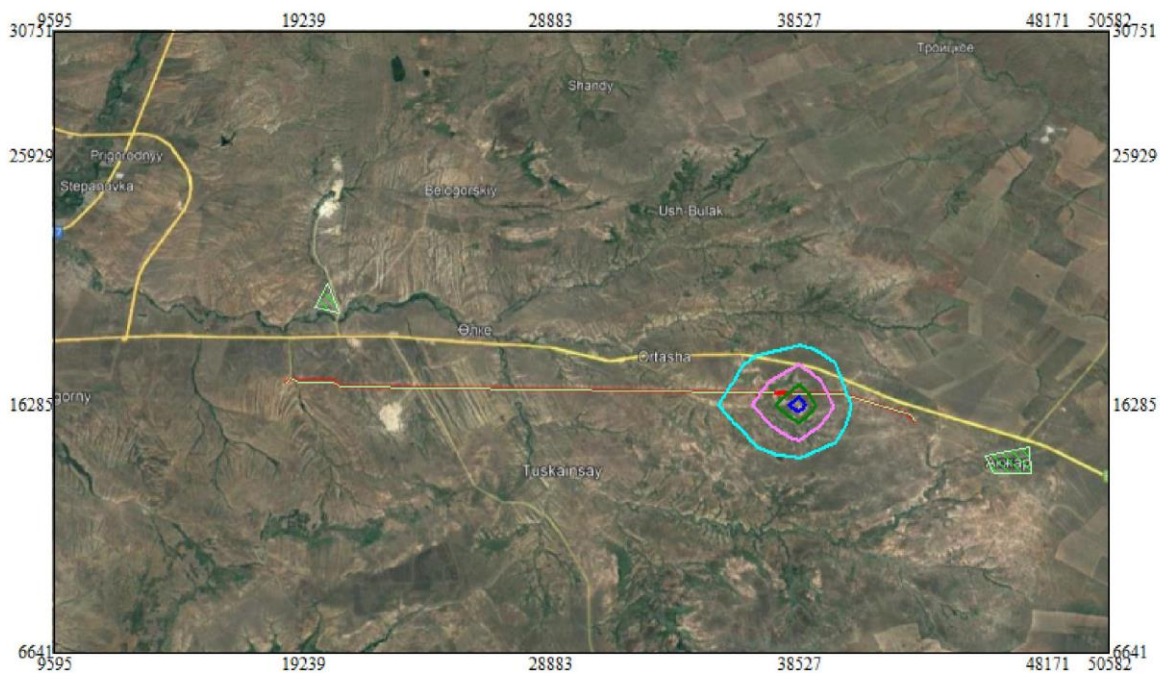 9595 19239 28883 38527 48171 50582
30751 30751
Троицкое
Shandy
25929 Prigorodnyy 25929
Stepanovka Belogorskiy
Ush-Bulak
Өлке
Ortasha
gorny
16285 16285
Tuskainsay
Аюкар
6641 6641
9595 19239 28883 38527 48171 50582